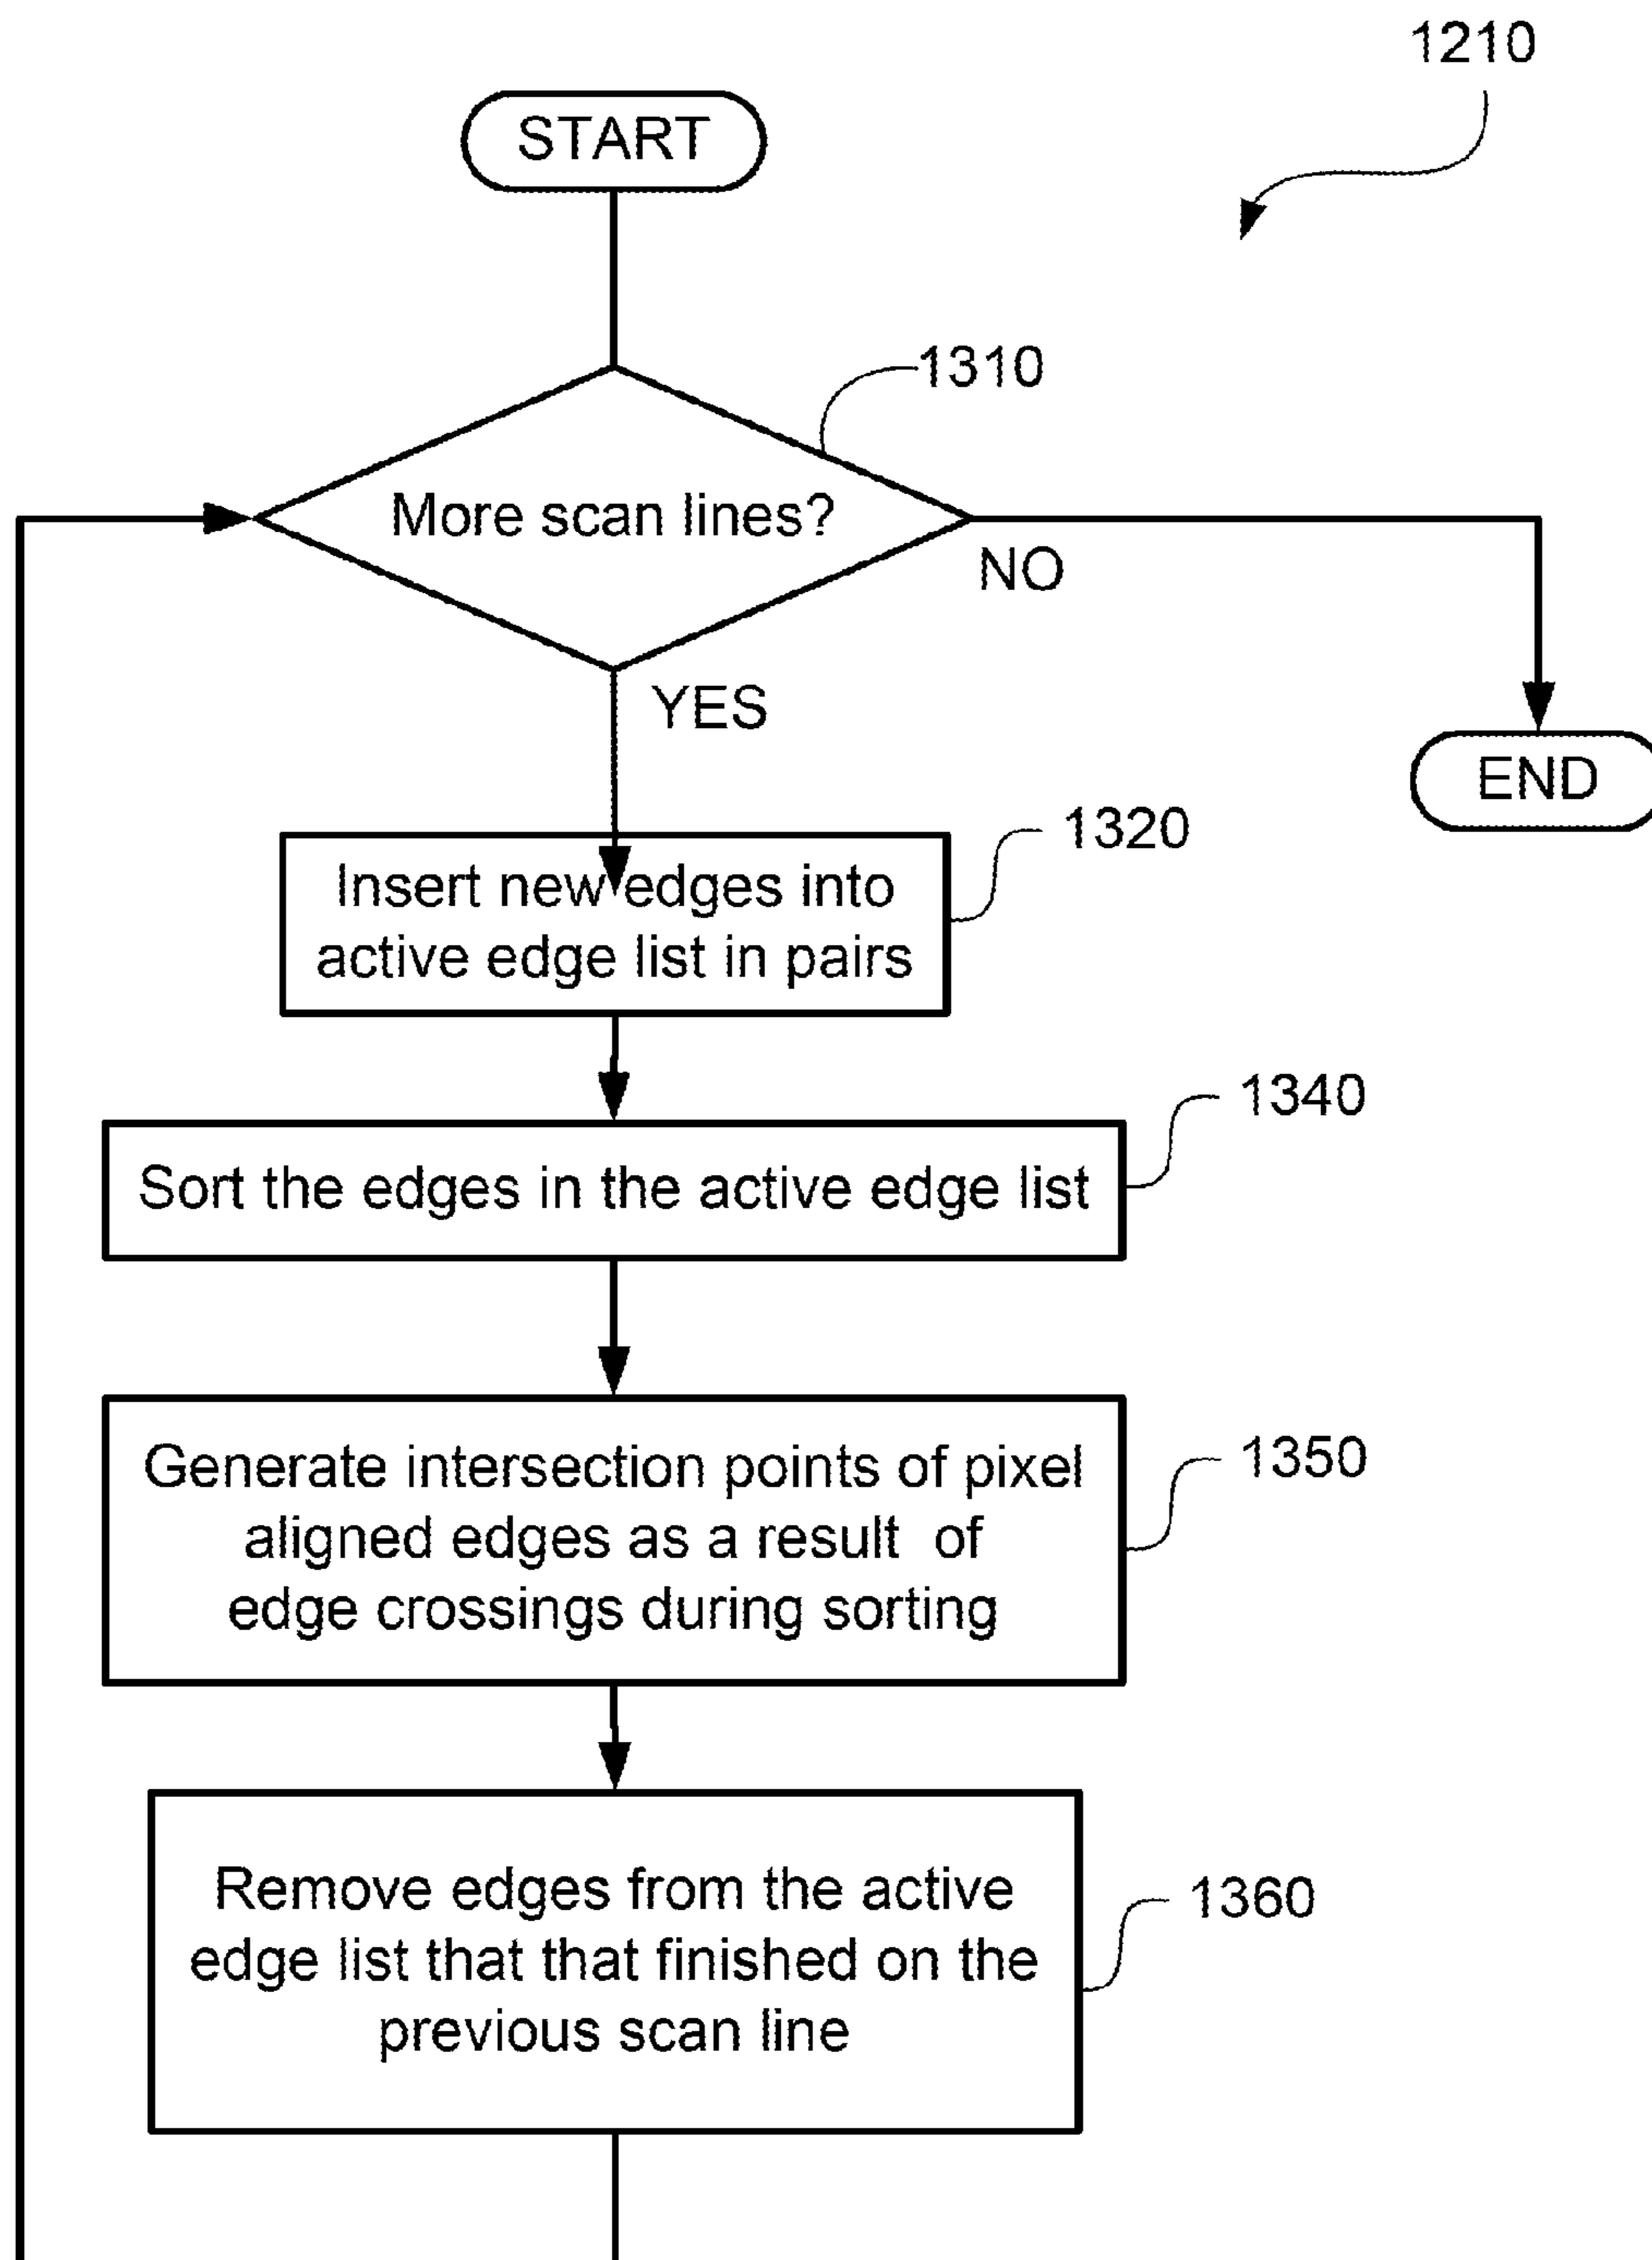 1210
START
1310
More scan lines?
NO
YES
END
1320
Insert new edges into
active edge list in pairs
1340
Sort the edges in the active edge list
1350
Generate intersection points of pixel
aligned edges as a result of
edge crossings during sorting
1360
Remove edges from the active
edge list that that finished on the
previous scan line